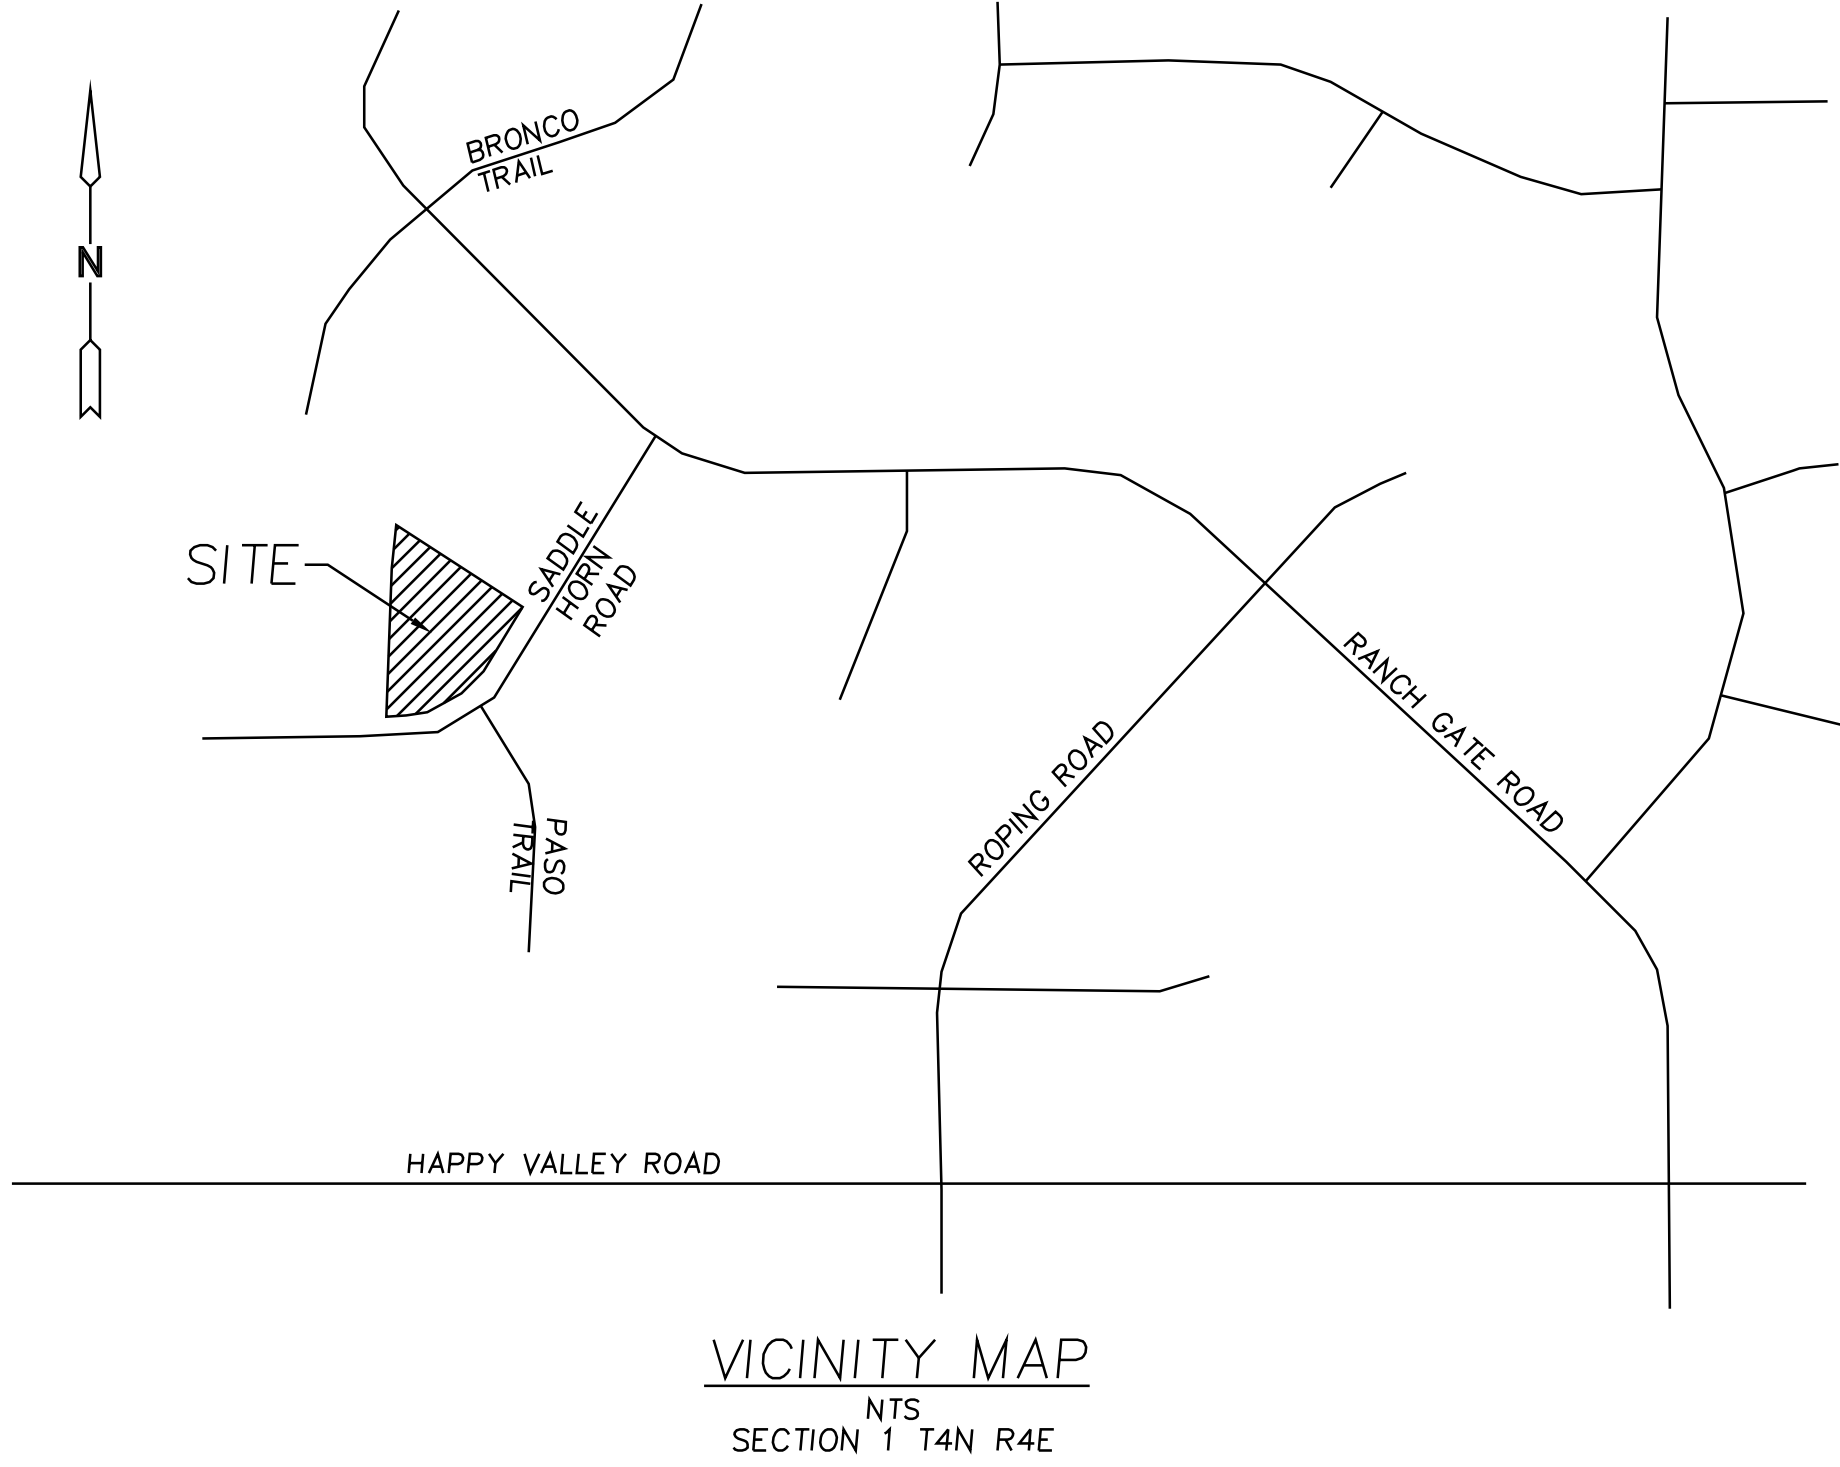 BRONCO
TRAIL
N
SITE
SADDLE
HORN
ROAD
RANCH GATE ROAD
ROPING ROAD
PASO
TRAIL
HAPPY VALLEY ROAD
VICINITY MAP
NTS
SECTION 1 T4N R4E